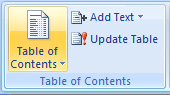 Table of
Contents
Add Text
Update Table
Table of Contents